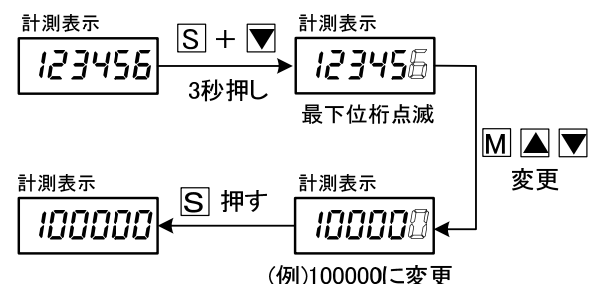 計測表示
S + ▼
計測表示
123456
3秒押し
123456
最下位桁点滅
M ▲ ▼
変更
計測表示
S 押す
計測表示
100000
100000
(例)100000に変更